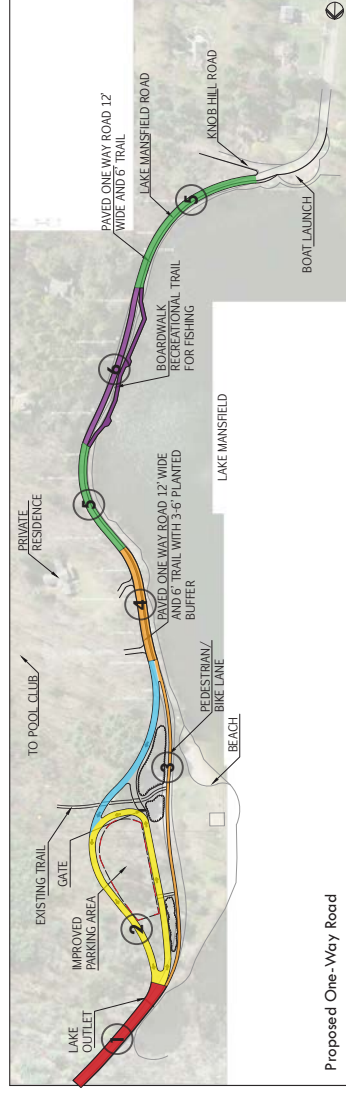 PAVED ONE WAY ROAD 12'
WIDE AND 6' TRAIL
LAKE MANSFIELD ROAD
KNOB HILL ROAD
5
BOAT LAUNCH
BOARDWALK
RECREATIONAL TRAIL
FOR FISHING
6
LAKE MANSFIELD
PRIVATE
RESIDENCE
5
TO POOL CLUB
4
PAVED ONE WAY ROAD 12' WIDE
AND 6' TRAIL WITH 3-6' PLANTED
BUFFER
PEDESTRIAN/
BIKE LANE
3
BEACH
EXISTING TRAIL
GATE
IMPROVED
PARKING AREA
2
LAKE
OUTLET
1
Proposed One-Way Road